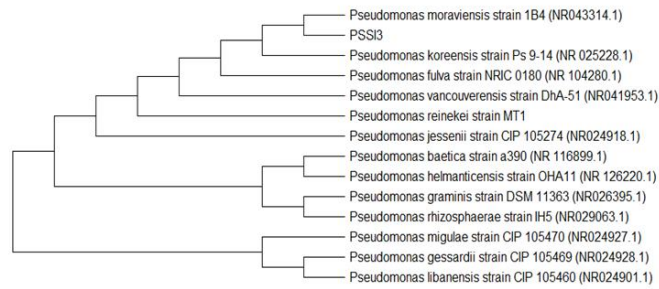 Pseudomonas moraviensis strain 1B4 (NR043314.1)
PSSI3
Pseudomonas koreensis strain Ps 9-14 (NR 025228.1)
Pseudomonas fulva strain NRIC 0180 (NR 104280.1)
Pseudomonas vancouverensis strain DhA-51 (NR041953.1)
Pseudomonas reinekei strain MT1
Pseudomonas jessenii strain CIP 105274 (NR024918.1)
Pseudomonas baetica strain a390 (NR 116899.1)
Pseudomonas helmanticensis strain OHA11 (NR 126220.1)
Pseudomonas graminis strain DSM 11363 (NR026395.1)
Pseudomonas rhizosphaerae strain IH5 (NR029063.1)
Pseudomonas migulae strain CIP 105470 (NR024927.1)
Pseudomonas gessardii strain CIP 105469 (NR024928.1)
Pseudomonas libanensis strain CIP 105460 (NR024901.1)